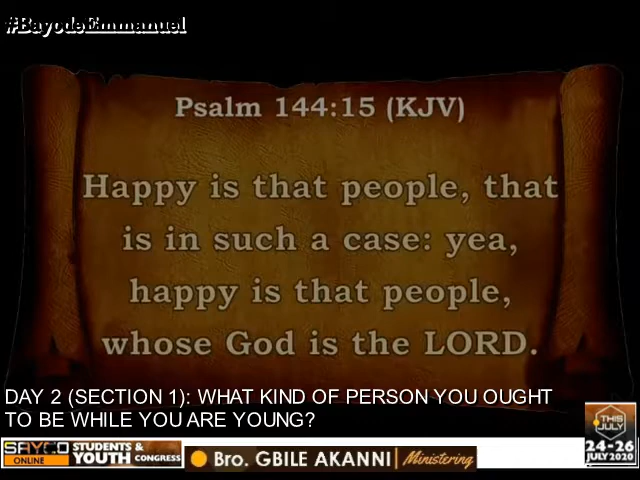 #BayodeEmmanuel
Psalm 144:15 (KJV)
Happy is that people, that
is in such a case: yea,
happy is that people,
whose God is the LORD.
DAY 2 (SECTION 1): WHAT KIND OF PERSON YOU OUGHT
TO BE WHILE YOU ARE YOUNG?
SAYCO
ONLINE
STUDENTS &
YOUTH CONGRESS
Bro. GBILE AKANNI | Ministering
THIS
JULY
24-26
JULY 2020